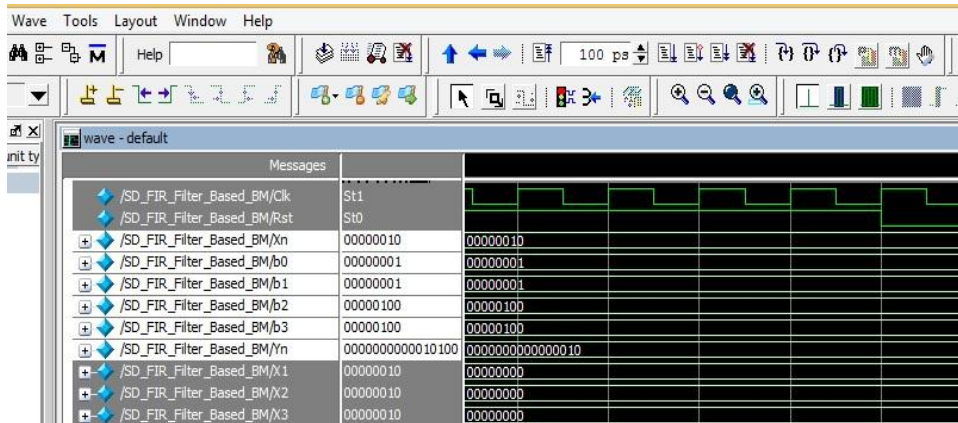 Wave Tools Layout Window Help
Help 100 ps
wave - default
unit ty
Messages
/SD_FIR_Filter_Based_BM/Clk St1
/SD_FIR_Filter_Based_BM/Rst St0
/SD_FIR_Filter_Based_BM/Xn 00000010 00000010
/SD_FIR_Filter_Based_BM/b0 00000001 00000001
/SD_FIR_Filter_Based_BM/b1 00000001 00000001
/SD_FIR_Filter_Based_BM/b2 00000100 00000100
/SD_FIR_Filter_Based_BM/b3 00000100 00000100
/SD_FIR_Filter_Based_BM/Yn 0000000000010100 0000000000000010
/SD_FIR_Filter_Based_BM/X1 00000010 00000000
/SD_FIR_Filter_Based_BM/X2 00000010 00000000
/SD_FIR_Filter_Based_BM/X3 00000010 00000000